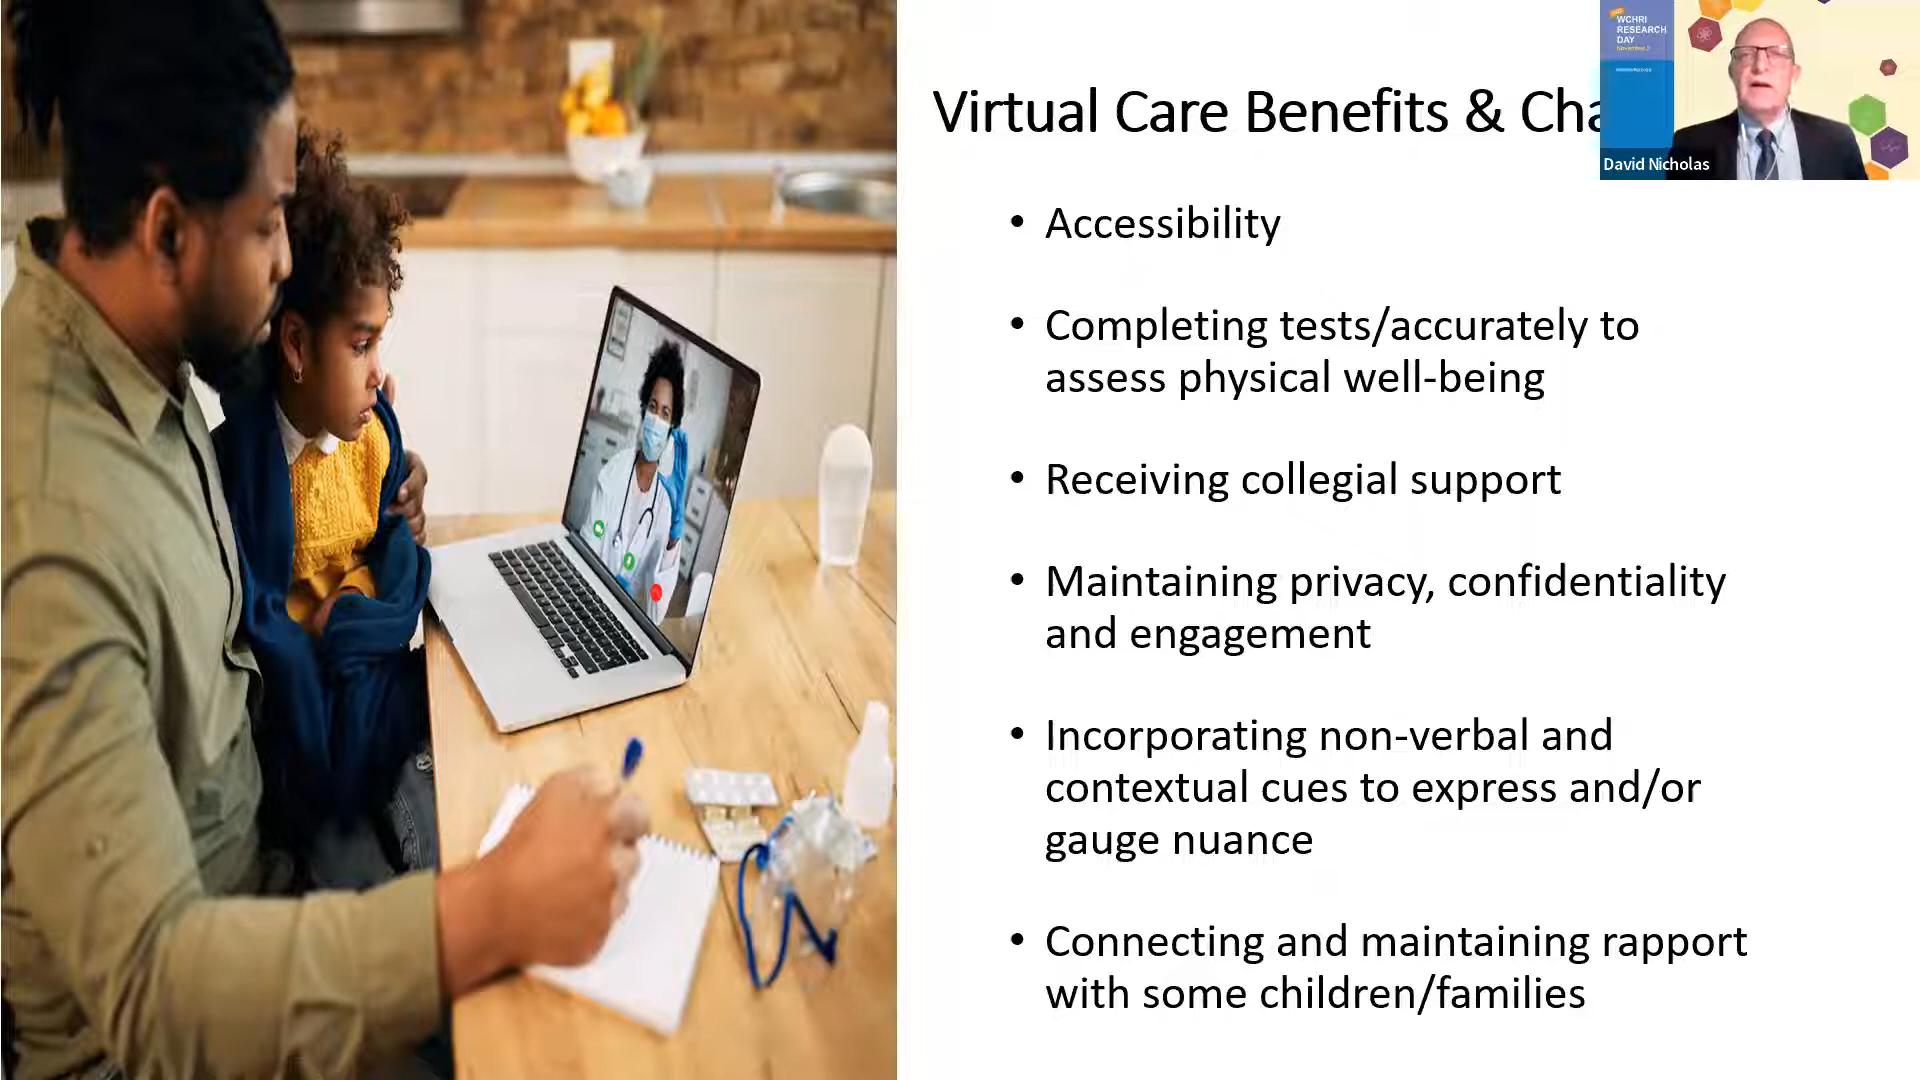 WCHRI
RESEARCH
DAY
Virtual Care Benefits & Cha
David Nicholas
• Accessibility
• Completing tests/accurately to
assess physical well-being
• Receiving collegial support
• Maintaining privacy, confidentiality
and engagement
• Incorporating non-verbal and
contextual cues to express and/or
gauge nuance
• Connecting and maintaining rapport
with some children/families